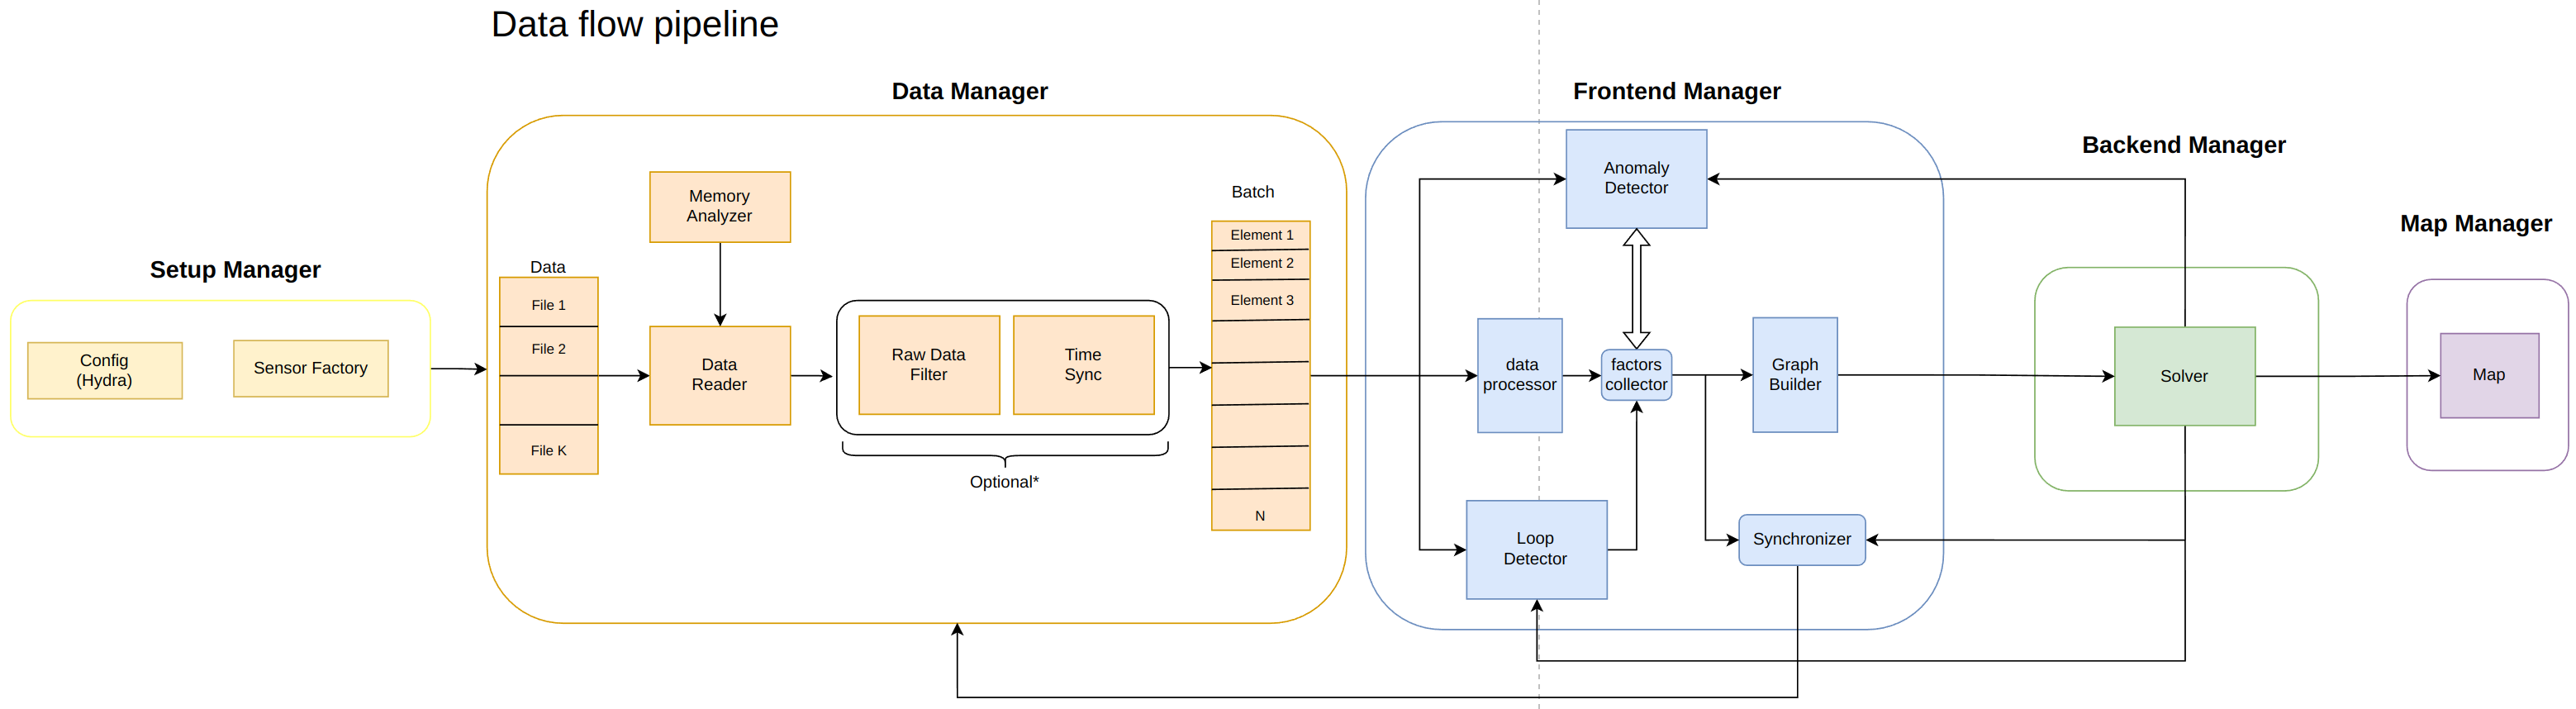 Data flow pipeline
Setup Manager
Config
(Hydra)
Sensor Factory
Data Manager
Data
File 1
File 2
File K
Memory
Analyzer
Data
Reader
Raw Data
Filter
Time
Sync
Optional*
Batch
Element 1
Element 2
Element 3
N
Frontend Manager
Anomaly
Detector
data
processor
factors
collector
Graph
Builder
Loop
Detector
Synchronizer
Backend Manager
Solver
Map Manager
Map